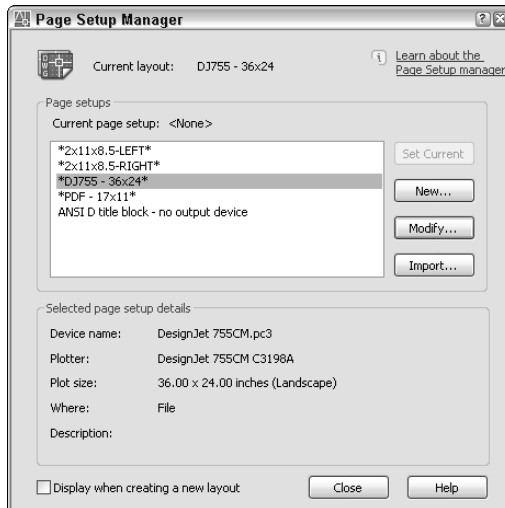 Page Setup Manager
Current layout: DJ755 - 36x24
Learn about the
Page Setup manager
Page setups
Current page setup: <None>
*2x11x8.5-LEFT*
*2x11x8.5-RIGHT*
*DJ755 - 36x24*
*PDF - 17x11*
ANSI D title block - no output device
Set Current
New...
Modify...
Import...
Selected page setup details
Device name: DesignJet 755CM.pc3
Plotter: DesignJet 755CM C3198A
Plot size: 36.00 x 24.00 inches (Landscape)
Where: File
Description:
Display when creating a new layout
Close
Help